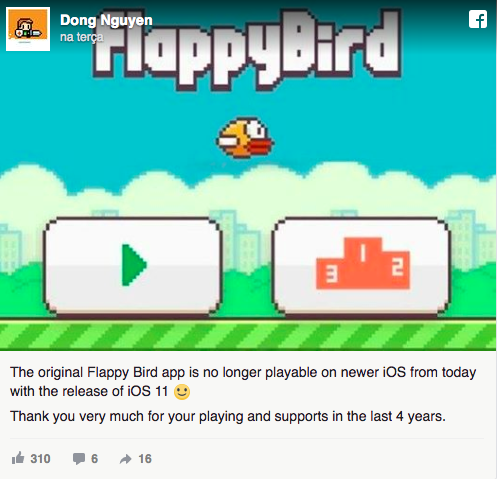 Dong Nguyen
na terça
FlappyBird
1
3 2
The original Flappy Bird app is no longer playable on newer iOS from today
with the release of iOS 11 🙂
Thank you very much for your playing and supports in the last 4 years.
310 6 16